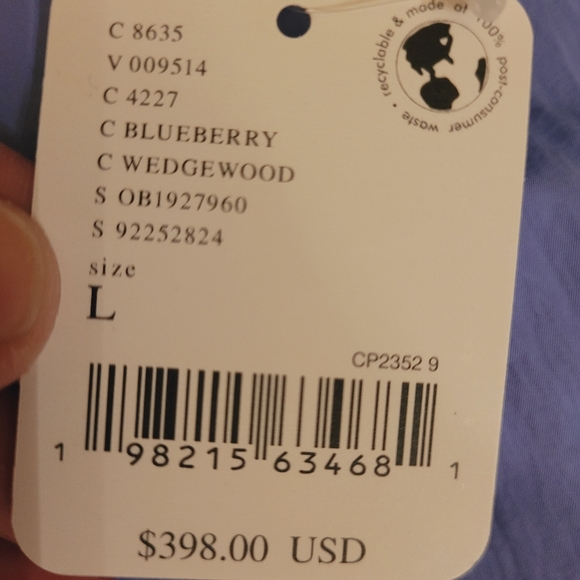 C 8635
V 009514
C 4227
C BLUEBERRY
C WEDGEWOOD
S OB1927960
S 92252824
size
L
recyclable & made of 100% post-consumer waste •
CP2352 9
1 98215 63468 1
$398.00 USD